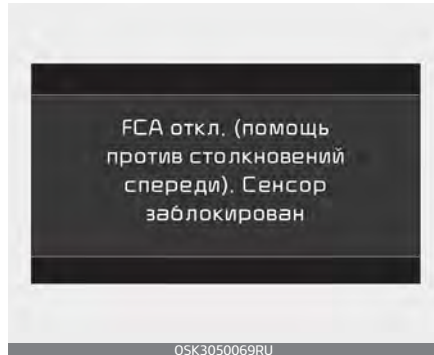 FCA откл. (помощь
против столкновений
спереди). Сенсор
заблокирован
OSK3050069RU